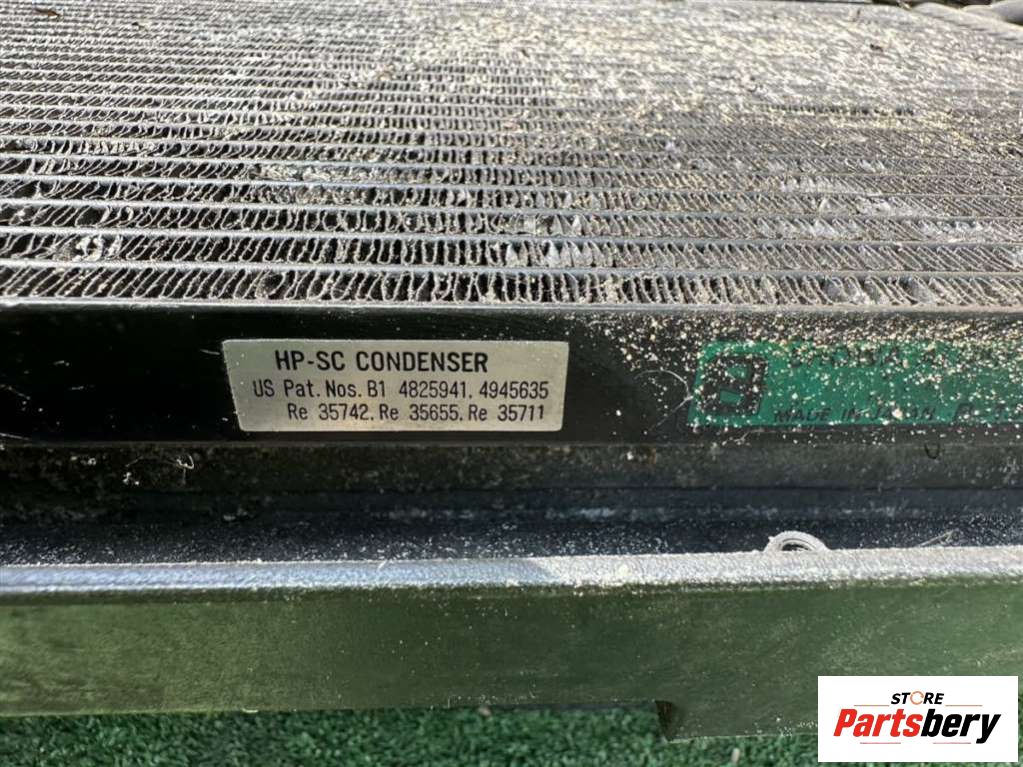 HP-SC CONDENSER
US Pat. Nos. B1 4825941. 4945635
Re 35742. Re 35655. Re 35711
MADE IN JAPAN
STORE
Partsbery